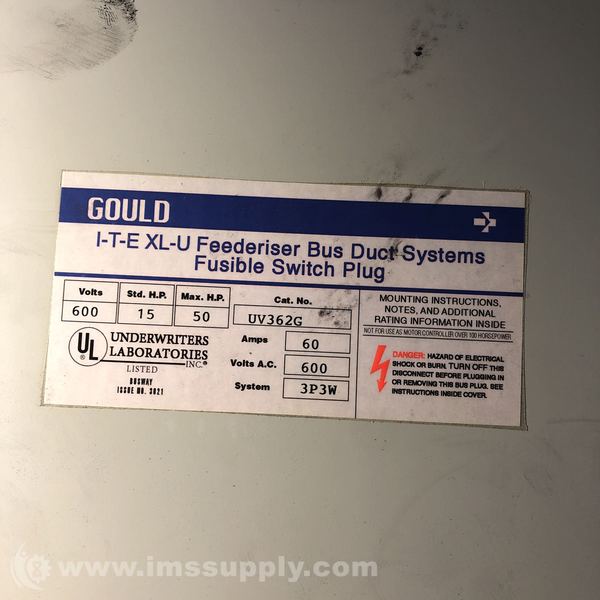 GOULD
I-T-E XL-U Feederiser Bus Duct Systems
Fusible Switch Plug
Volts
600
Std. H.P.
15
Max. H.P.
50
Cat. No.
UV362G
Amps
60
Volts A.C.
600
System
3P3W
UL
®
UNDERWRITERS
LABORATORIES
INC.®
LISTED
BUSWAY
ISSUE NO. 3021
MOUNTING INSTRUCTIONS,
NOTES, AND ADDITIONAL
RATING INFORMATION INSIDE
NOT FOR USE AS MOTOR CONTROLLER OVER 100 HORSEPOWER
DANGER: HAZARD OF ELECTRICAL
SHOCK OR BURN. TURN OFF THIS
DISCONNECT BEFORE PLUGGING IN
OR REMOVING THIS BUS PLUG. SEE
INSTRUCTIONS INSIDE COVER.
www.imssupply.com